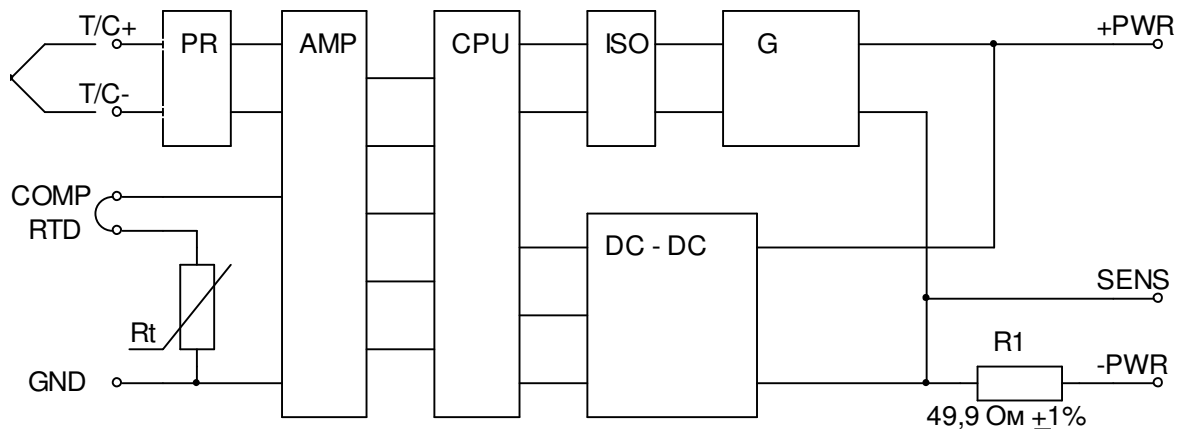 T/C+
PR
AMP
CPU
ISO
G
+PWR
T/C-
COMP
RTD
DC - DC
SENS
Rt
R1
GND
-PWR
49,9 Ом ±1%